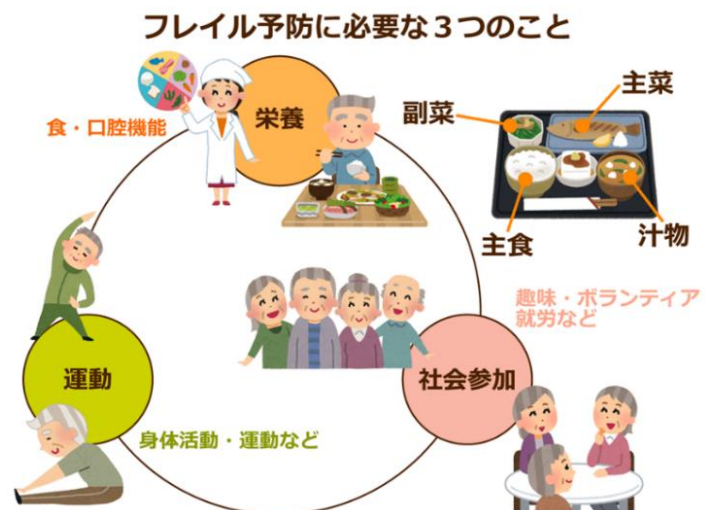 フレイル予防に必要な３つのこと
栄養
食・口腔機能
副菜
主菜
主食
汁物
趣味・ボランティア
就労など
運動
社会参加
身体活動・運動など